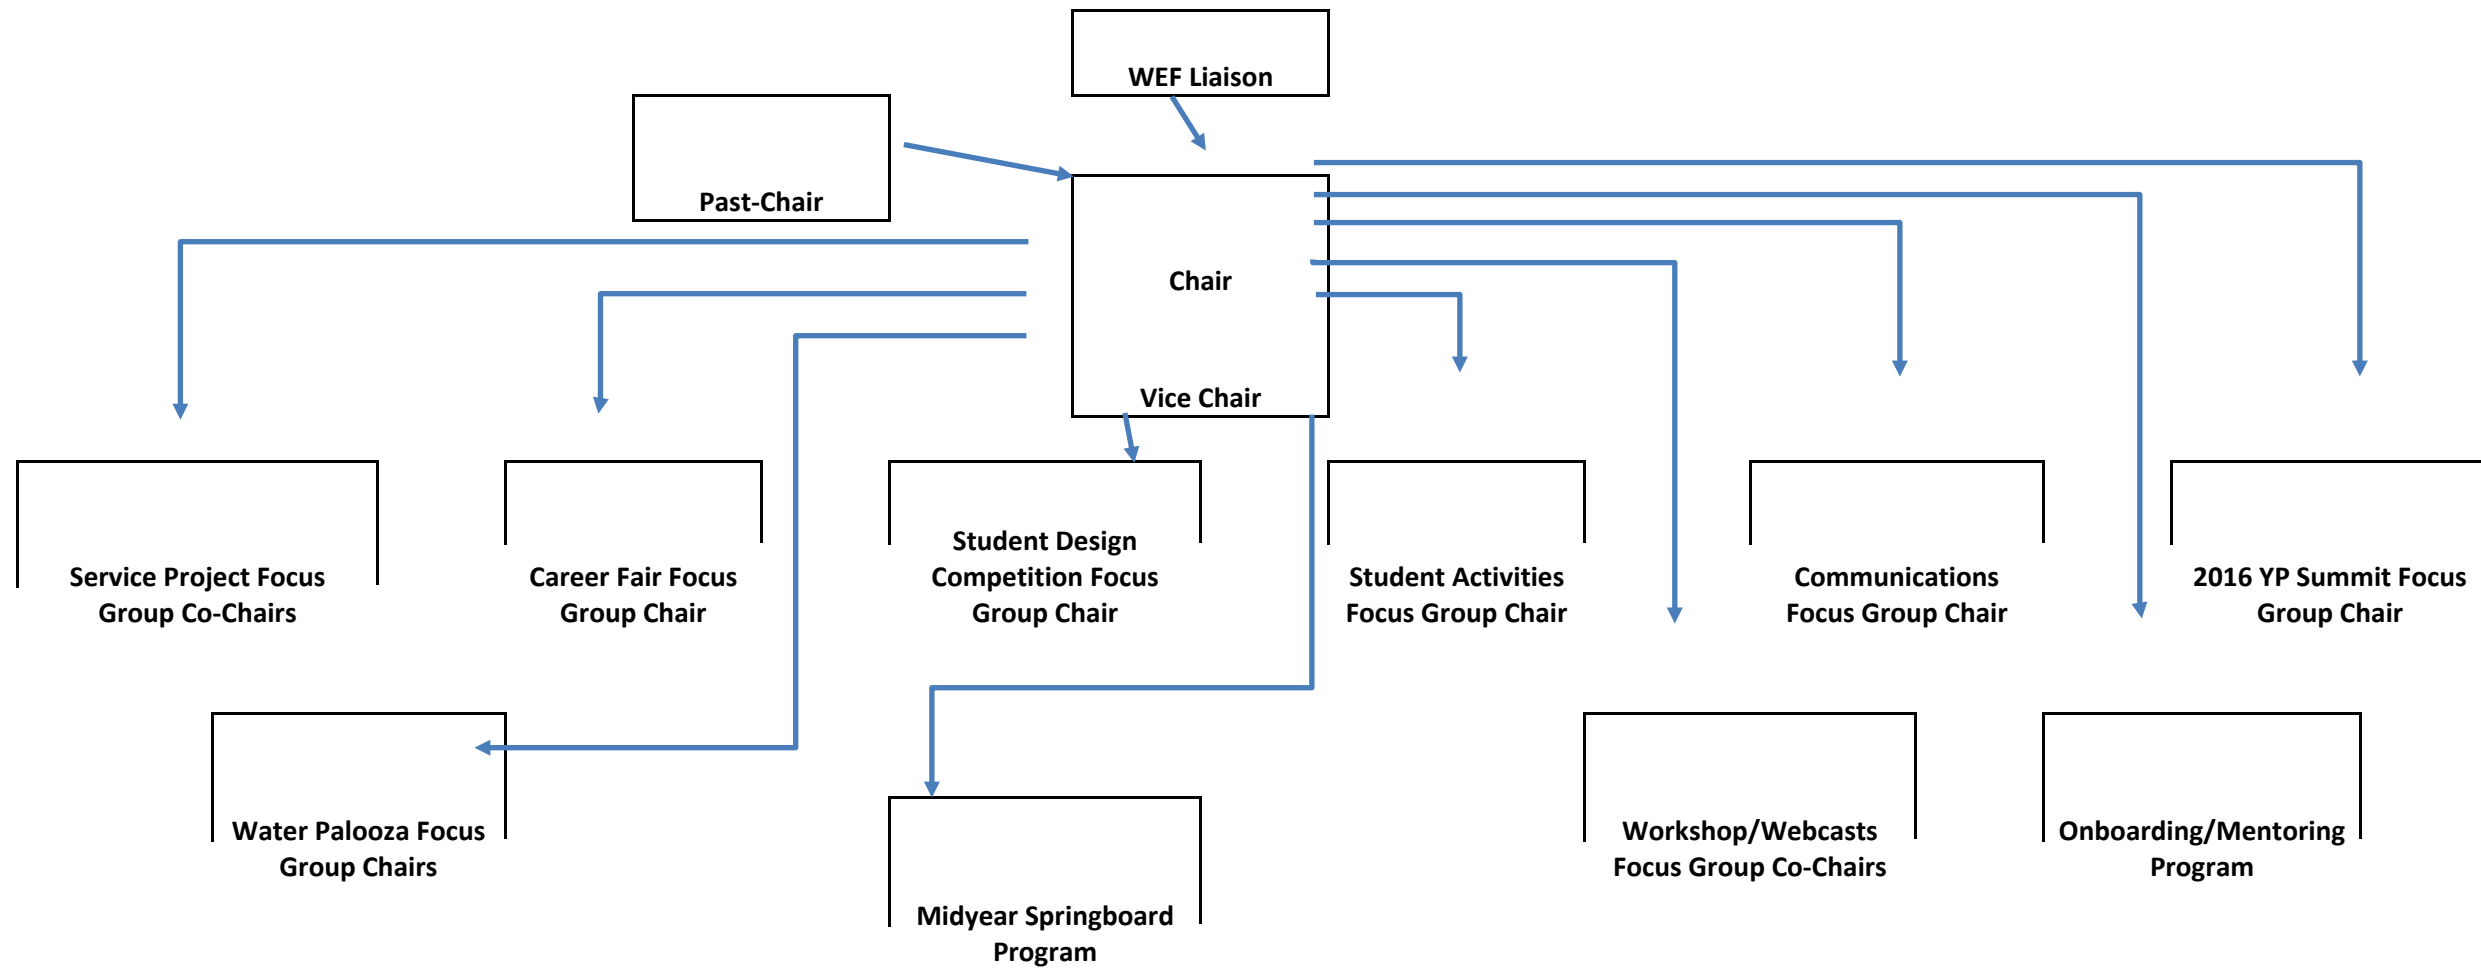 WEF Liaison
Past-Chair
Chair
Vice Chair
Service Project Focus
Group Co-Chairs
Career Fair Focus
Group Chair
Student Design
Competition Focus
Group Chair
Student Activities
Focus Group Chair
Communications
Focus Group Chair
2016 YP Summit Focus
Group Chair
Water Palooza Focus
Group Chairs
Midyear Springboard
Program
Workshop/Webcasts
Focus Group Co-Chairs
Onboarding/Mentoring
Program